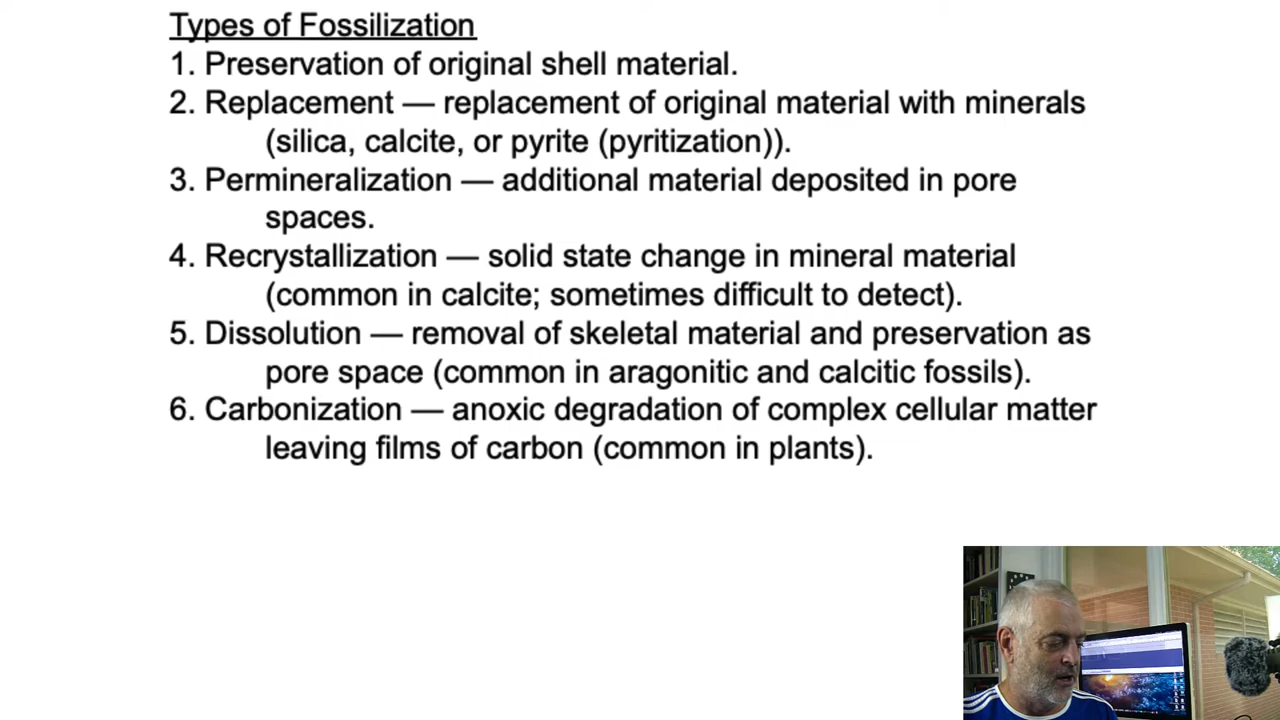 Types of Fossilization
1. Preservation of original shell material.
2. Replacement — replacement of original material with minerals
(silica, calcite, or pyrite (pyritization)).
3. Permineralization — additional material deposited in pore
spaces.
4. Recrystallization — solid state change in mineral material
(common in calcite; sometimes difficult to detect).
5. Dissolution — removal of skeletal material and preservation as
pore space (common in aragonitic and calcitic fossils).
6. Carbonization — anoxic degradation of complex cellular matter
leaving films of carbon (common in plants).